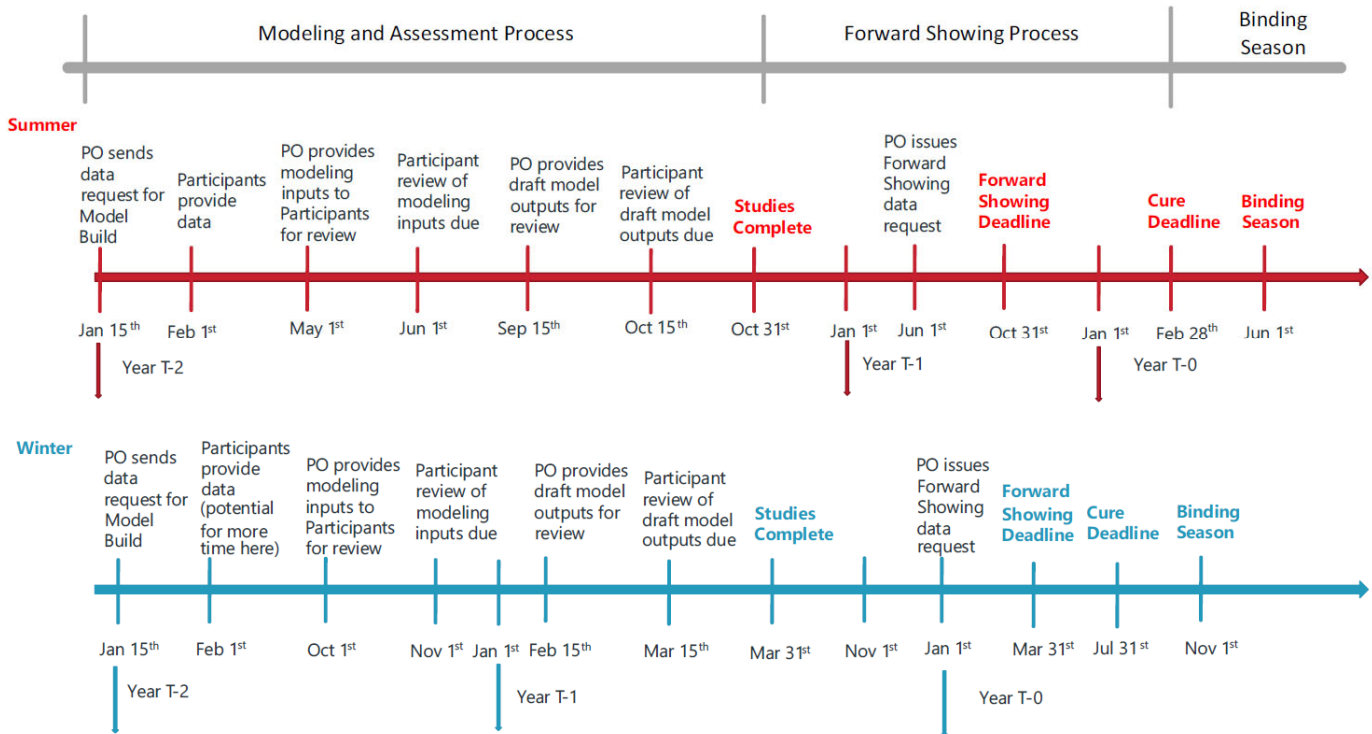 Modeling and Assessment Process
Forward Showing Process
Binding
Season
Summer
PO sends
data
request for
Model
Build
Participants
provide data
PO provides
modeling
inputs to
Participants
for review
Participant
review of
modeling
inputs due
PO provides
draft model
outputs for
review
Participant
review of
draft model
outputs due
Studies
Complete
PO issues
Forward
Showing data
request
Forward
Showing
Deadline
Cure
Deadline
Binding
Season
Jan 15th
Feb 1st
May 1st
Jun 1st
Sep 15th
Oct 15th
Oct 31st
Jan 1st
Jun 1st
Oct 31st
Jan 1st
Feb 28th
Jun 1st
Year T-2
Year T-1
Year T-0
Winter
PO sends
data
request for
Model
Build
Participants
provide
data
(potential
for more
time here)
PO provides
modeling
inputs to
Participants
for review
Participant
review of
modeling
inputs due
PO provides
draft model
outputs for
review
Participant
review of
draft model
outputs due
Studies
Complete
PO issues
Forward
Showing
data
request
Forward
Showing
Deadline
Cure
Deadline
Binding
Season
Jan 15th
Feb 1st
Oct 1st
Nov 1st
Jan 1st
Feb 15th
Mar 15th
Mar 31st
Nov 1st
Jan 1st
Mar 31st
Jul 31st
Nov 1st
Year T-2
Year T-1
Year T-0